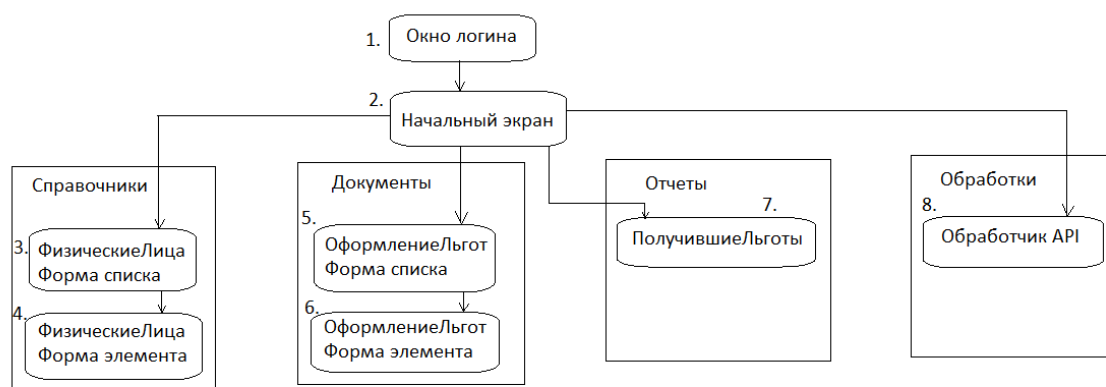 1.
Окно логина
2.
Начальный экран
Справочники
3.
ФизическиеЛица
Форма списка
4.
ФизическиеЛица
Форма элемента
Документы
5.
ОформлениеЛьгот
Форма списка
6.
ОформлениеЛьгот
Форма элемента
Отчеты
7.
ПолучившиеЛьготы
Обработки
8.
Обработчик API